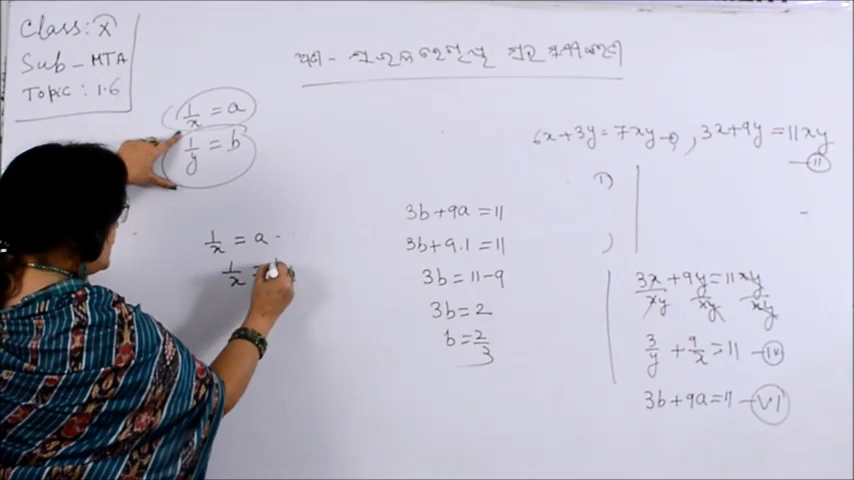 Class: X
Sub - MTA
Topic: 1.6
1/x = a
1/y = b
6x+3y=7xy - ①, 3x+9y=11xy
- ⑪
1/x = a
1/x =
3b+9a=11
3b+9.1=11
3b=11-9
3b=2
b=2/3
3x/xy + 9y/xy = 11xy/xy
3/y + 9/x = 11 - IV
3b+9a=11 - VI